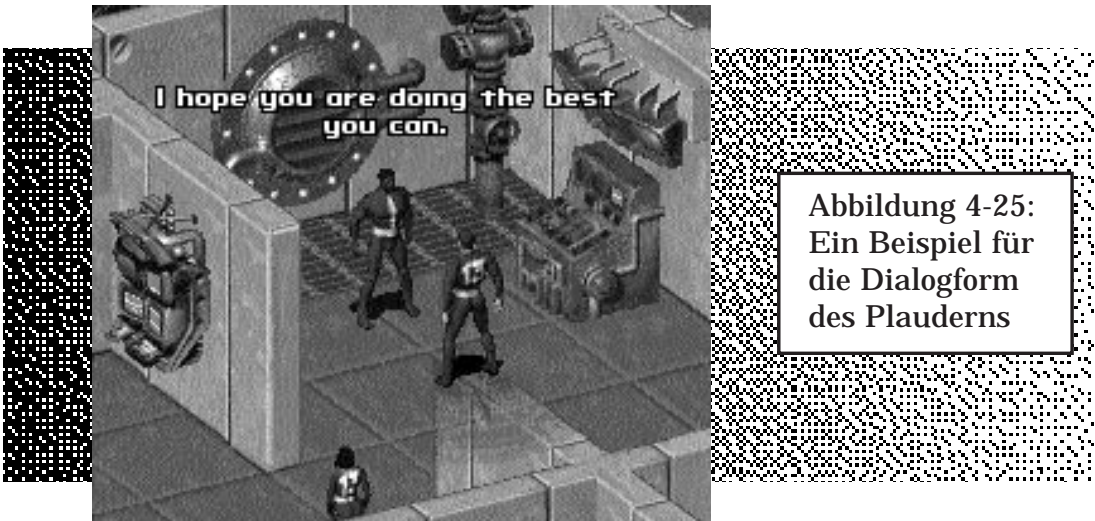 I hope you are doing the best
you can.
Abbildung 4-25:
Ein Beispiel für
die Dialogform
des Plauderns